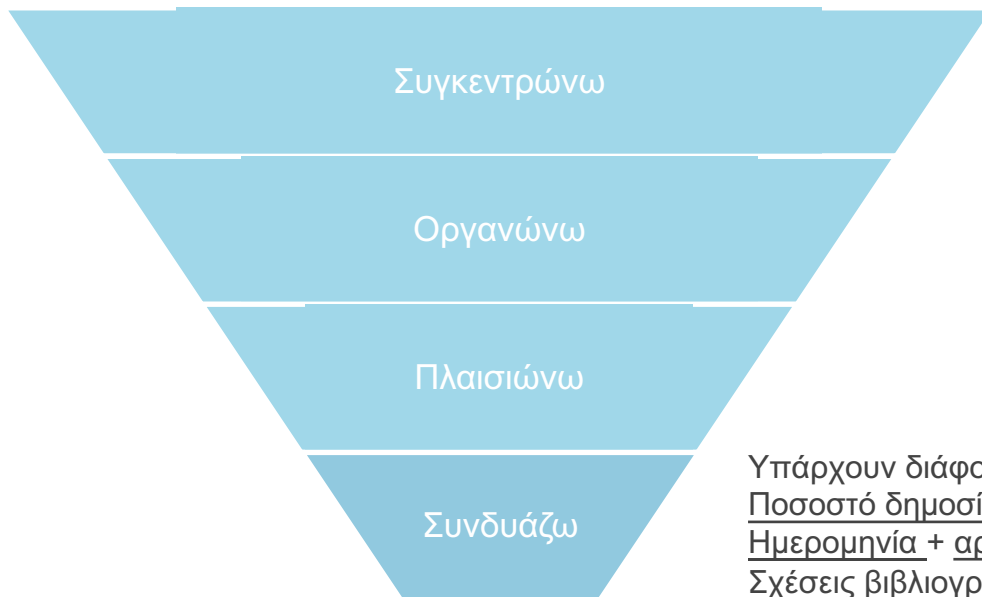 Συγκεντρώνω
Οργανώνω
Πλαισιώνω
Συνδυάζω
Υπάρχουν
Ποσοστό
Ημερομηνία +
Σχέσεις